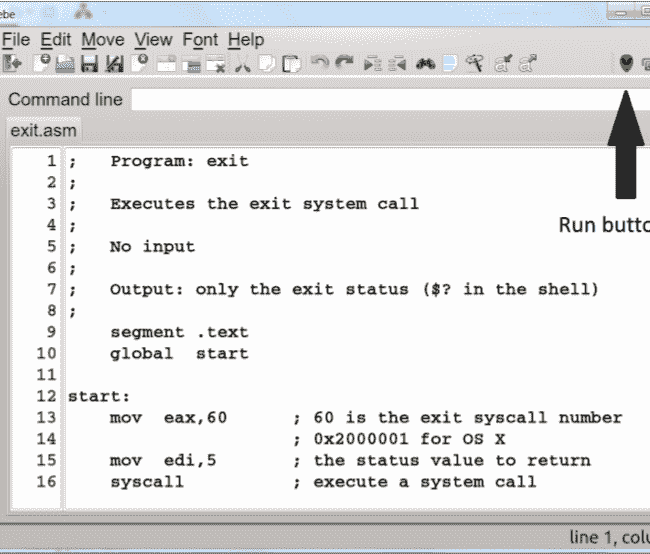 ebe
File Edit Move View Font Help
Command line
exit.asm
1 ; Program: exit
2 ;
3 ; Executes the exit system call
4 ;
5 ; No input
6 ;
7 ; Output: only the exit status ($? in the shell)
8 ;
9 segment .text
10 global start
11
12 start:
13 mov eax,60 ; 60 is the exit syscall number
14 ; 0x2000001 for OS X
15 mov edi,5 ; the status value to return
16 syscall ; execute a system call
Run butto
line 1, colu